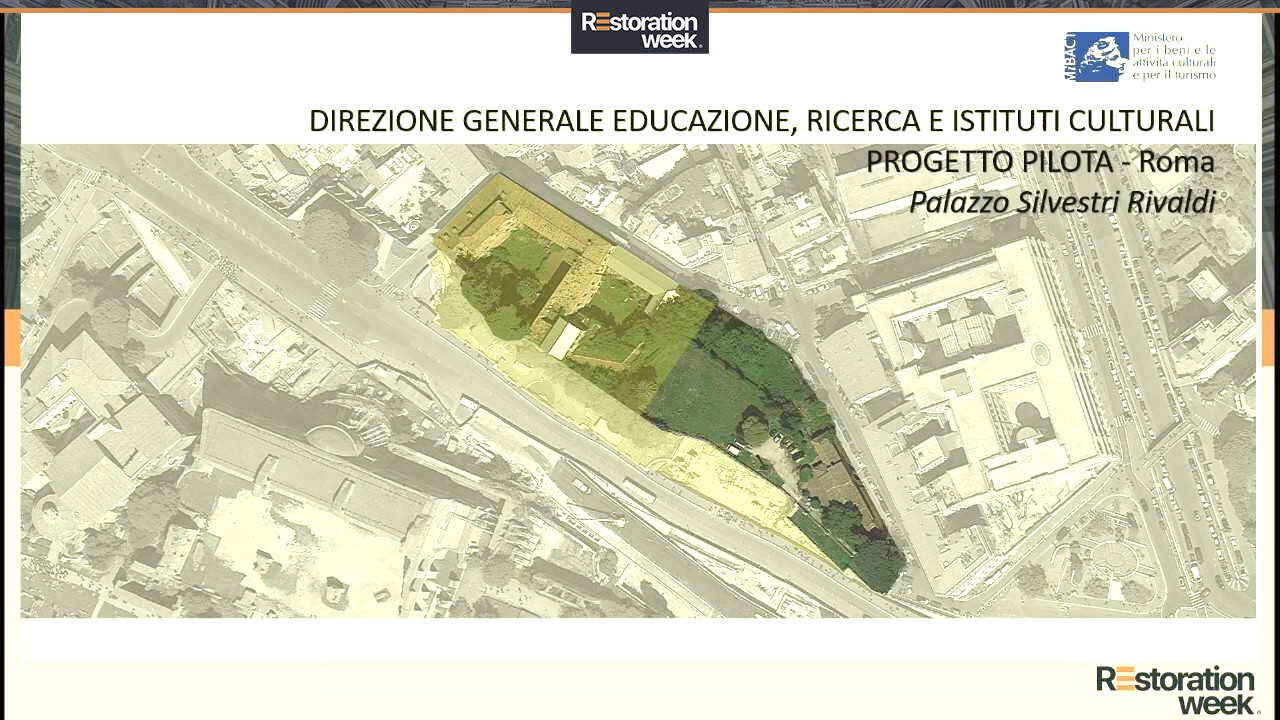 REstoration
week.
MiBACT
Ministero
per i beni e le
attività culturali
e per il turismo
DIREZIONE GENERALE EDUCAZIONE, RICERCA E ISTITUTI CULTURALI
PROGETTO PILOTA - Roma
Palazzo Silvestri Rivaldi
REstoration
week.